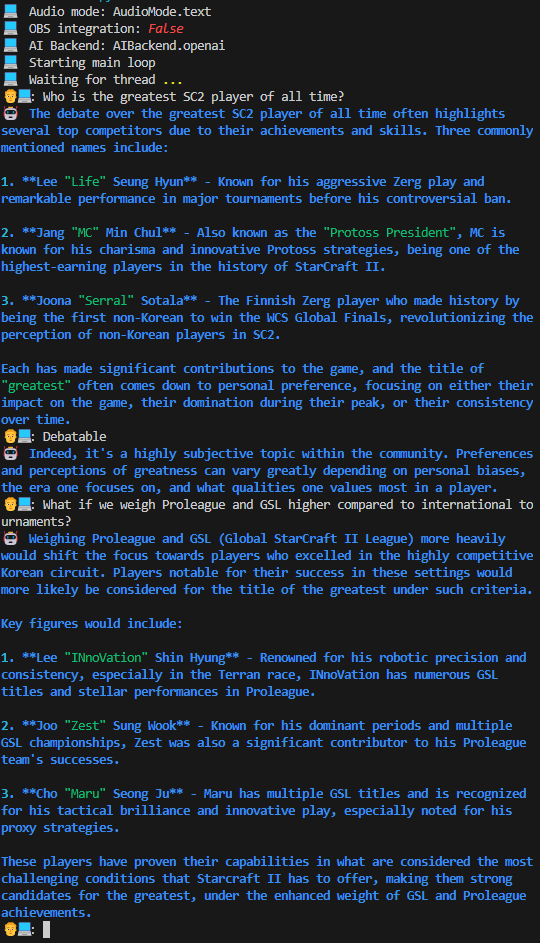 Audio mode: AudioMode.text
OBS integration: False
AI Backend: AIBackend.openai
Starting main loop
Waiting for thread ...
: Who is the greatest SC2 player of all time?
The debate over the greatest SC2 player of all time often highlights
several top competitors due to their achievements and skills. Three commonly
mentioned names include:

1. **Lee "Life" Seung Hyun** - Known for his aggressive Zerg play and
remarkable performance in major tournaments before his controversial ban.

2. **Jang "MC" Min Chul** - Also known as the "Protoss President", MC is
known for his charisma and innovative Protoss strategies, being one of the
highest-earning players in the history of StarCraft II.

3. **Joona "Serral" Sotala** - The Finnish Zerg player who made history by
being the first non-Korean to win the WCS Global Finals, revolutionizing the
perception of non-Korean players in SC2.

Each has made significant contributions to the game, and the title of
"greatest" often comes down to personal preference, focusing on either their
impact on the game, their domination during their peak, or their consistency
over time.
: Debatable
Indeed, it's a highly subjective topic within the community. Preferences
and perceptions of greatness can vary greatly depending on personal biases,
the era one focuses on, and what qualities one values most in a player.
: What if we weigh Proleague and GSL higher compared to international to
urnaments?
Weighing Proleague and GSL (Global StarCraft II League) more heavily
would shift the focus towards players who excelled in the highly competitive
Korean circuit. Players notable for their success in these settings would
more likely be considered for the title of the greatest under such criteria.

Key figures would include:

1. **Lee "INnoVation" Shin Hyung** - Renowned for his robotic precision and
consistency, especially in the Terran race, INnoVation has numerous GSL
titles and stellar performances in Proleague.

2. **Joo "Zest" Sung Wook** - Known for his dominant periods and multiple
GSL championships, Zest was also a significant contributor to his Proleague
team's successes.

3. **Cho "Maru" Seong Ju** - Maru has multiple GSL titles and is recognized
for his tactical brilliance and innovative play, especially noted for his
proxy strategies.

These players have proven their capabilities in what are considered the most
challenging conditions that Starcraft II has to offer, making them strong
candidates for the greatest, under the enhanced weight of GSL and Proleague
achievements.
: